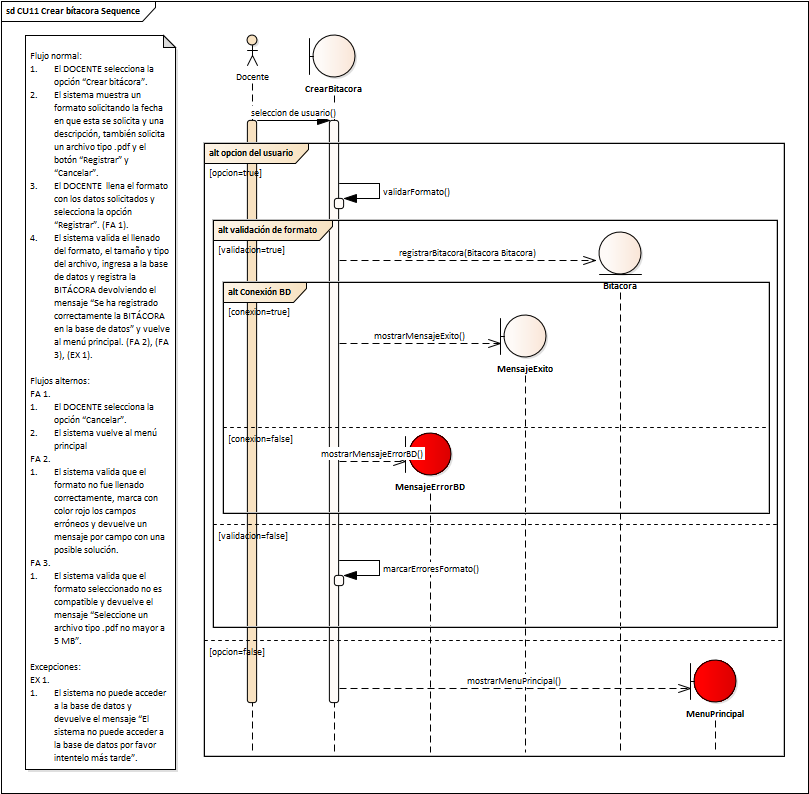 sd CU11 Crear bítacora Sequence
Flujo normal:
1. El DOCENTE selecciona la
opción "Crear bitácora".
2. El sistema muestra un
formato solicitando la fecha
en que esta se solicita y una
descripción, también solicita
un archivo tipo .pdf y el
botón "Registrar" y
"Cancelar".
3. El DOCENTE llena el formato
con los datos solicitados y
selecciona la opción
"Registrar". (FA 1).
4. El sistema valida el llenado
del formato, el tamaño y tipo
del archivo, ingresa a la base
de datos y registra la
BITÁCORA devolviendo el
mensaje "Se ha registrado
correctamente la BITÁCORA
en la base de datos" y vuelve
al menú principal. (FA 2), (FA
3), (EX 1).
Flujos alternos:
FA 1.
1. El DOCENTE selecciona la
opción "Cancelar".
2. El sistema vuelve al menú
principal
FA 2.
1. El sistema valida que el
formato no fue llenado
correctamente, marca con
color rojo los campos
erróneos y devuelve un
mensaje por campo con una
posible solución.
FA 3.
1. El sistema valida que el
formato seleccionado no es
compatible y devuelve el
mensaje "Seleccione un
archivo tipo .pdf no mayor a
5 MB".
Excepciones:
EX 1.
1. El sistema no puede acceder
a la base de datos y
devuelve el mensaje "El
sistema no puede acceder a
la base de datos por favor
intentelo más tarde".
Docente
CrearBitacora
seleccion de usuario()
alt opcion del usuario
[opcion=true]
validarFormato()
alt validación de formato
[validacion=true]
registrarBitacora(Bitacora Bitacora)
Bitacora
alt Conexión BD
[conexion=true]
mostrarMensajeExito()
MensajeExito
[conexion=false]
mostrarMensajeErrorBD()
MensajeErrorBD
[validacion=false]
marcarErroresFormato()
[opcion=false]
mostrarMenuPrincipal()
MenuPrincipal